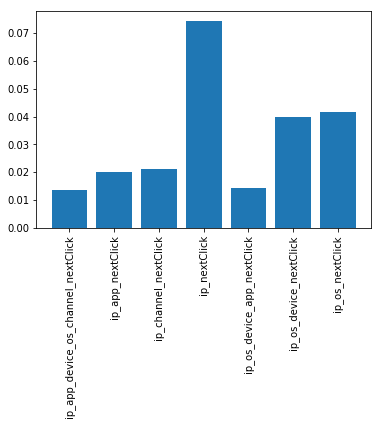 0.07
0.06
0.05
0.04
0.03
0.02
0.01
0.00
ip_app_device_os_channel_nextClick
ip_app_nextClick
ip_channel_nextClick
ip_nextClick
ip_os_device_app_nextClick
ip_os_device_nextClick
ip_os_nextClick